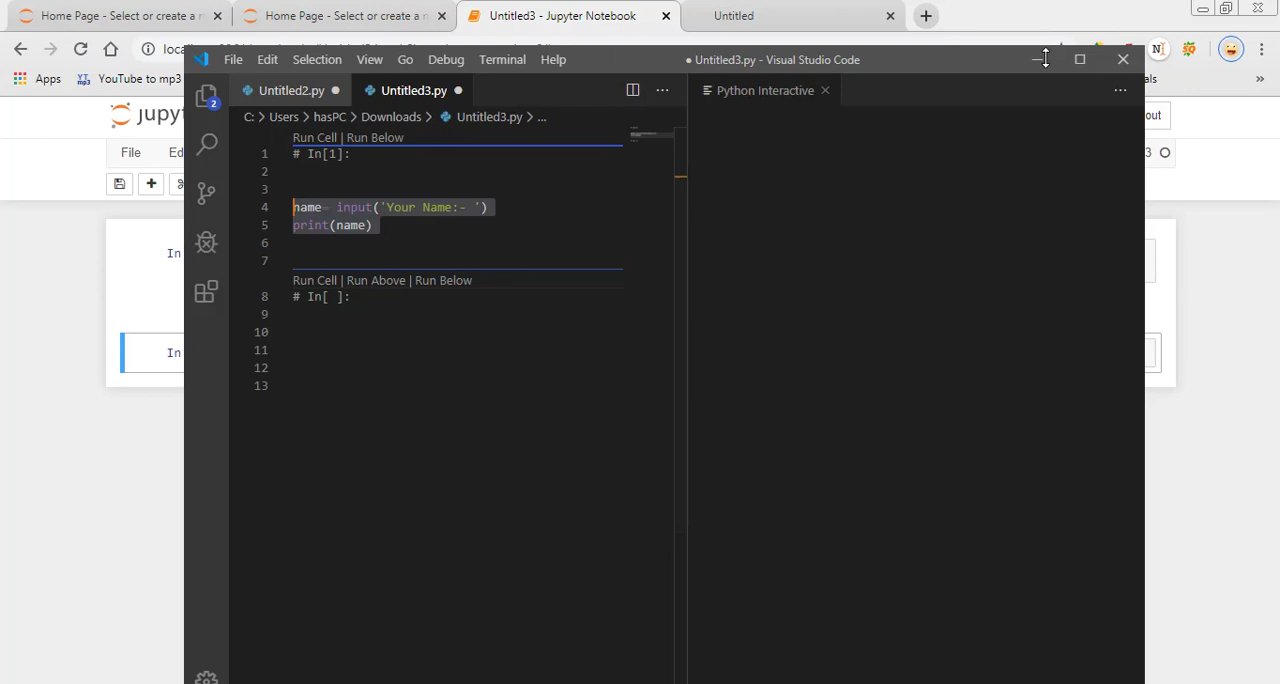 Home Page - Select or create a n
Home Page - Select or create a n
Untitled3 - Jupyter Notebook
Untitled
Apps
YouTube to mp3
File Edit Selection View Go Debug Terminal Help
● Untitled3.py - Visual Studio Code
Untitled2.py
Untitled3.py
Python Interactive
C: > Users > hasPC > Downloads > Untitled3.py > ...
Run Cell | Run Below
1 # In[1]:
2
3
4 name= input('Your Name:- ')
5 print(name)
6
7
Run Cell | Run Above | Run Below
8 # In[ ]:
9
10
11
12
13
2
jupyt
File Ed
In
In
out
3